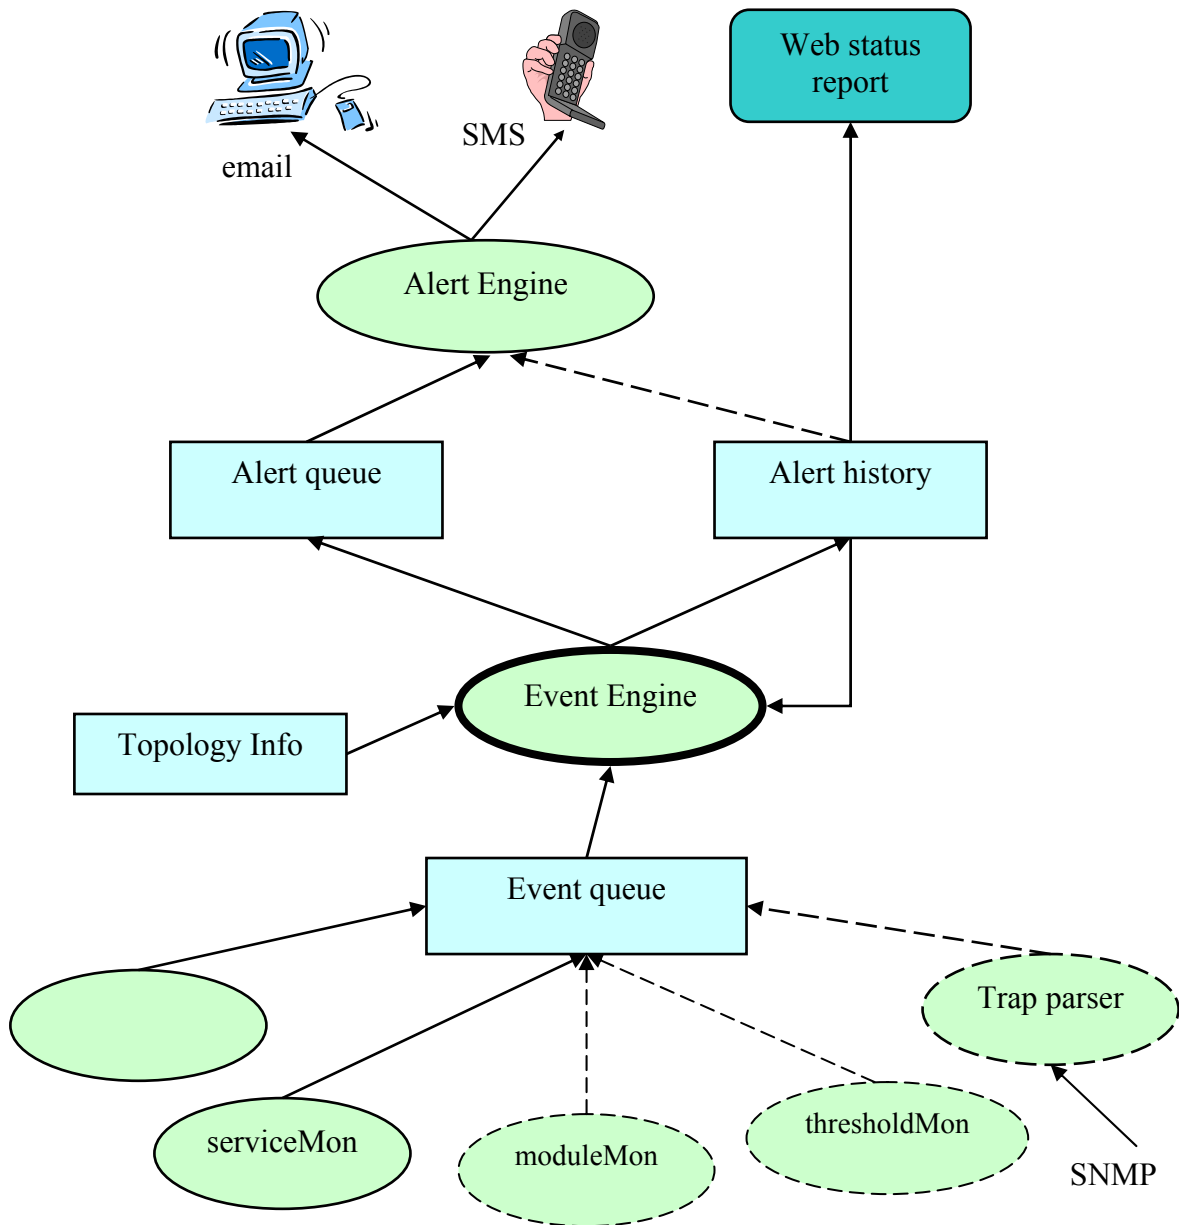 Web status
report
SMS
email
Alert Engine
Alert queue
Alert history
Event Engine
Topology Info
Event queue
Trap parser
thresholdMon
serviceMon
moduleMon
SNMP